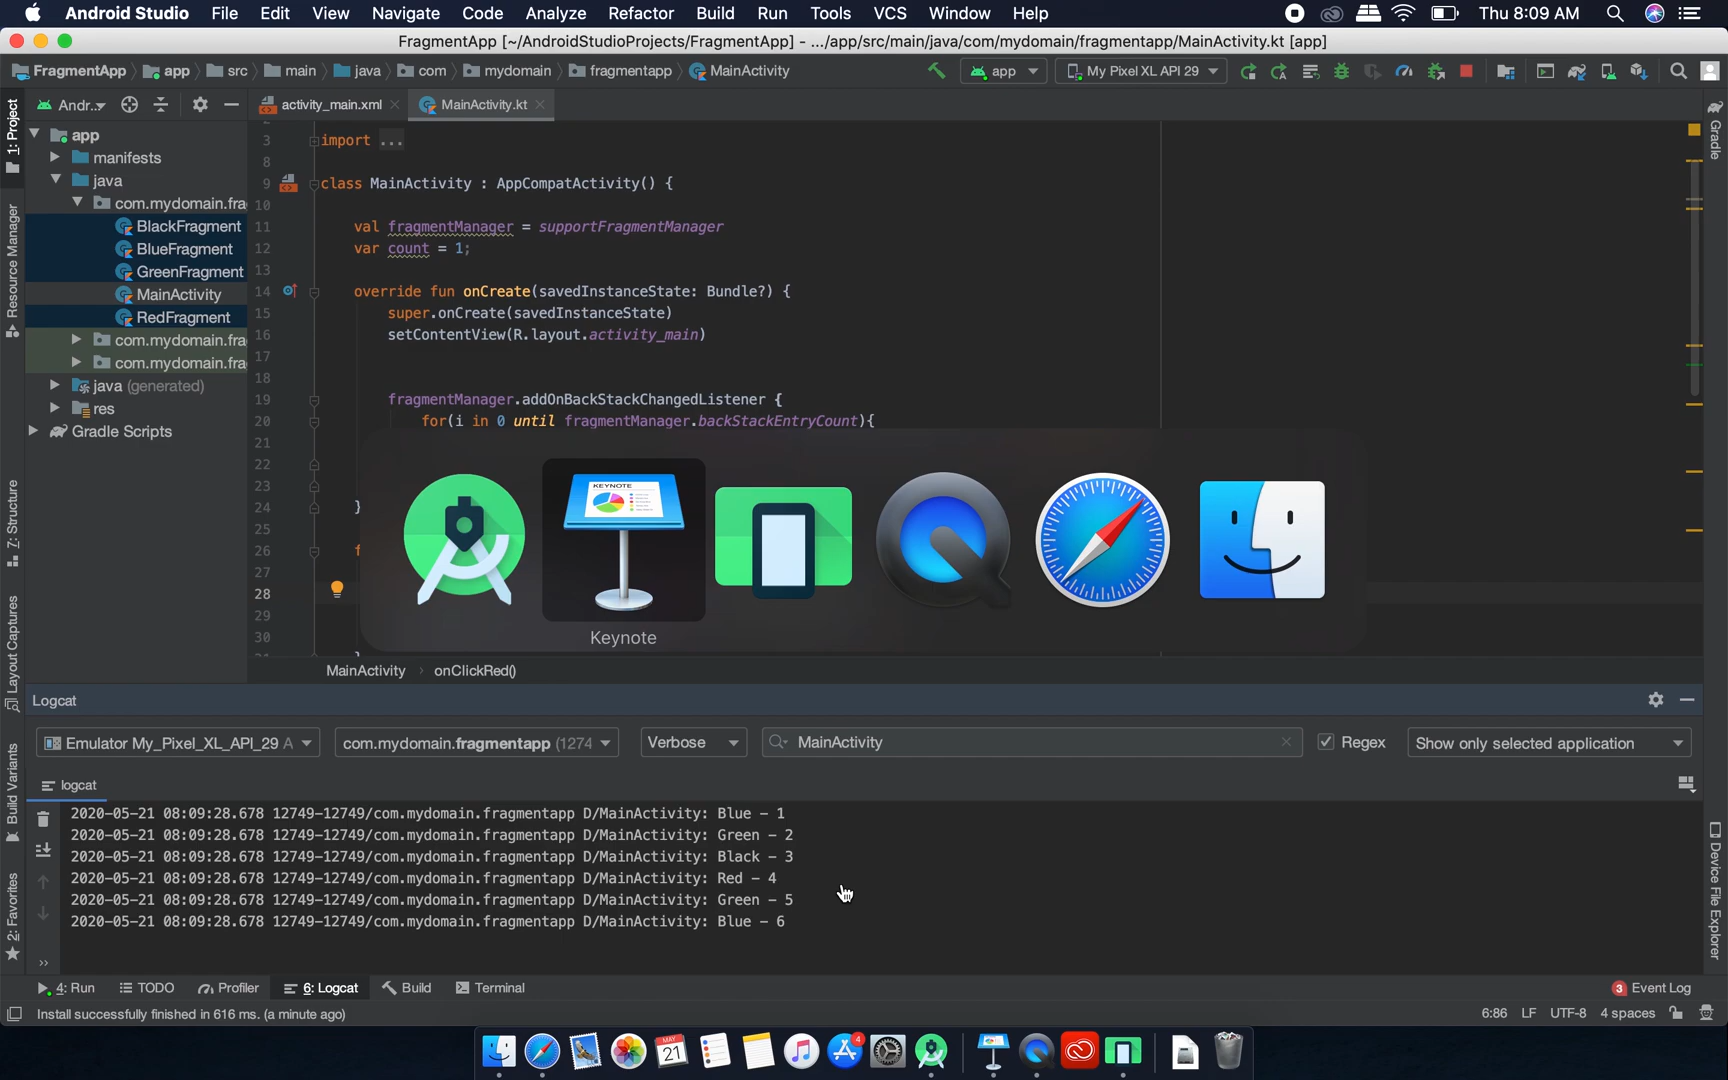 Android Studio File Edit View Navigate Code Analyze Refactor Build Run Tools VCS Window Help Thu 8:09 AM
FragmentApp [~/AndroidStudioProjects/FragmentApp] - .../app/src/main/java/com/mydomain/fragmentapp/MainActivity.kt [app]
FragmentApp app src main java com mydomain fragmentapp MainActivity app My Pixel XL API 29
Andr.. activity_main.xml MainActivity.kt
1: Project
Resource Manager
Z: Structure
Layout Captures
Build Variants
2: Favorites
app
manifests
java
com.mydomain.fra
BlackFragment
BlueFragment
GreenFragment
MainActivity
RedFragment
com.mydomain.fra
com.mydomain.fra
java (generated)
res
Gradle Scripts
3 import ...
8
9 class MainActivity : AppCompatActivity() {
10
11 val fragmentManager = supportFragmentManager
12 var count = 1;
13
14 override fun onCreate(savedInstanceState: Bundle?) {
15 super.onCreate(savedInstanceState)
16 setContentView(R.layout.activity_main)
17
18
19 fragmentManager.addOnBackStackChangedListener {
20 for(i in 0 until fragmentManager.backStackEntryCount){
21
22
23
24 }
25
26 f
27
28
29
30
KEYNOTE
Keynote
MainActivity › onClickRed()
Gradle
Device File Explorer
Logcat
Emulator My_Pixel_XL_API_29 A com.mydomain.fragmentapp (1274 Verbose MainActivity Regex Show only selected application
logcat
2020-05-21 08:09:28.678 12749-12749/com.mydomain.fragmentapp D/MainActivity: Blue - 1
2020-05-21 08:09:28.678 12749-12749/com.mydomain.fragmentapp D/MainActivity: Green - 2
2020-05-21 08:09:28.678 12749-12749/com.mydomain.fragmentapp D/MainActivity: Black - 3
2020-05-21 08:09:28.678 12749-12749/com.mydomain.fragmentapp D/MainActivity: Red - 4
2020-05-21 08:09:28.678 12749-12749/com.mydomain.fragmentapp D/MainActivity: Green - 5
2020-05-21 08:09:28.678 12749-12749/com.mydomain.fragmentapp D/MainActivity: Blue - 6
4: Run TODO Profiler 6: Logcat Build Terminal 3 Event Log
Install successfully finished in 616 ms. (a minute ago) 6:86 LF UTF-8 4 spaces
MAY
21
4